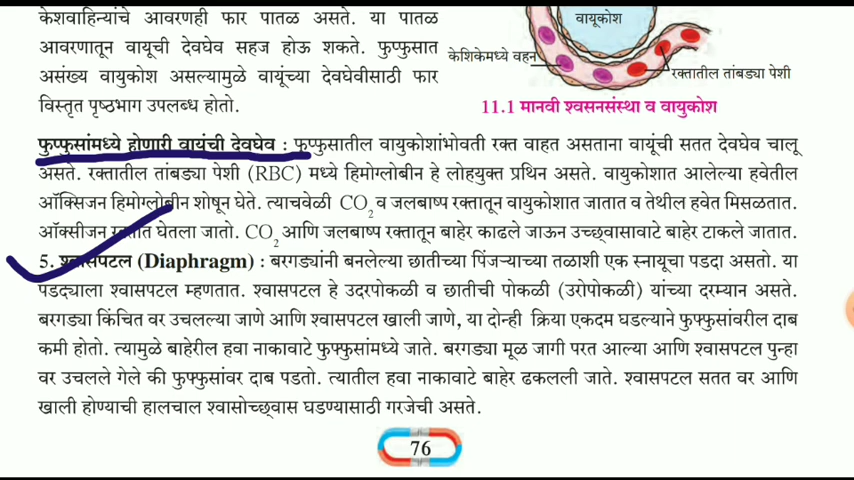 केशवाहिन्यांचे आवरणही फार पातळ असते. या पातळ
आवरणातून वायूची देवघेव सहज होऊ शकते. फुप्फुसात
असंख्य वायुकोश असल्यामुळे वायूंच्या देवघेवीसाठी फार
विस्तृत पृष्ठभाग उपलब्ध होतो.
वायूकोश
केशिकेमध्ये वहन
रक्तातील तांबड्या पेशी
11.1 मानवी श्वसनसंस्था व वायुकोश
फुप्फुसांमध्ये होणारी वायुंची देवघेव : फुप्फुसातील वायुकोशांभोवती रक्त वाहत असताना वायूंची सतत देवघेव चालू
असते. रक्तातील तांबड्या पेशी (RBC) मध्ये हिमोग्लोबीन हे लोहयुक्त प्रथिन असते. वायुकोशात आलेल्या हवेतील
ऑक्सिजन हिमोग्लोबीन शोषून घेते. त्याचवेळी CO₂ व जलबाष्प रक्तातून वायुकोशात जातात व तेथील हवेत मिसळतात.
ऑक्सीजन रक्तात घेतला जातो. CO₂ आणि जलबाष्प रक्तातून बाहेर काढले जाऊन उच्छ्वासावाटे बाहेर टाकले जातात.
5. श्वासपटल (Diaphragm) : बरगड्यांनी बनलेल्या छातीच्या पिंजऱ्याच्या तळाशी एक स्नायूचा पडदा असतो. या
पडद्याला श्वासपटल म्हणतात. श्वासपटल हे उदरपोकळी व छातीची पोकळी (उरोपोकळी) यांच्या दरम्यान असते.
बरगड्या किंचित वर उचलल्या जाणे आणि श्वासपटल खाली जाणे, या दोन्ही क्रिया एकदम घडल्याने फुफ्फुसांवरील दाब
कमी होतो. त्यामुळे बाहेरील हवा नाकावाटे फुफ्फुसांमध्ये जाते. बरगड्या मूळ जागी परत आल्या आणि श्वासपटल पुन्हा
वर उचलले गेले की फुफ्फुसांवर दाब पडतो. त्यातील हवा नाकावाटे बाहेर ढकलली जाते. श्वासपटल सतत वर आणि
खाली होण्याची हालचाल श्वासोच्छ्वास घडण्यासाठी गरजेची असते.
76